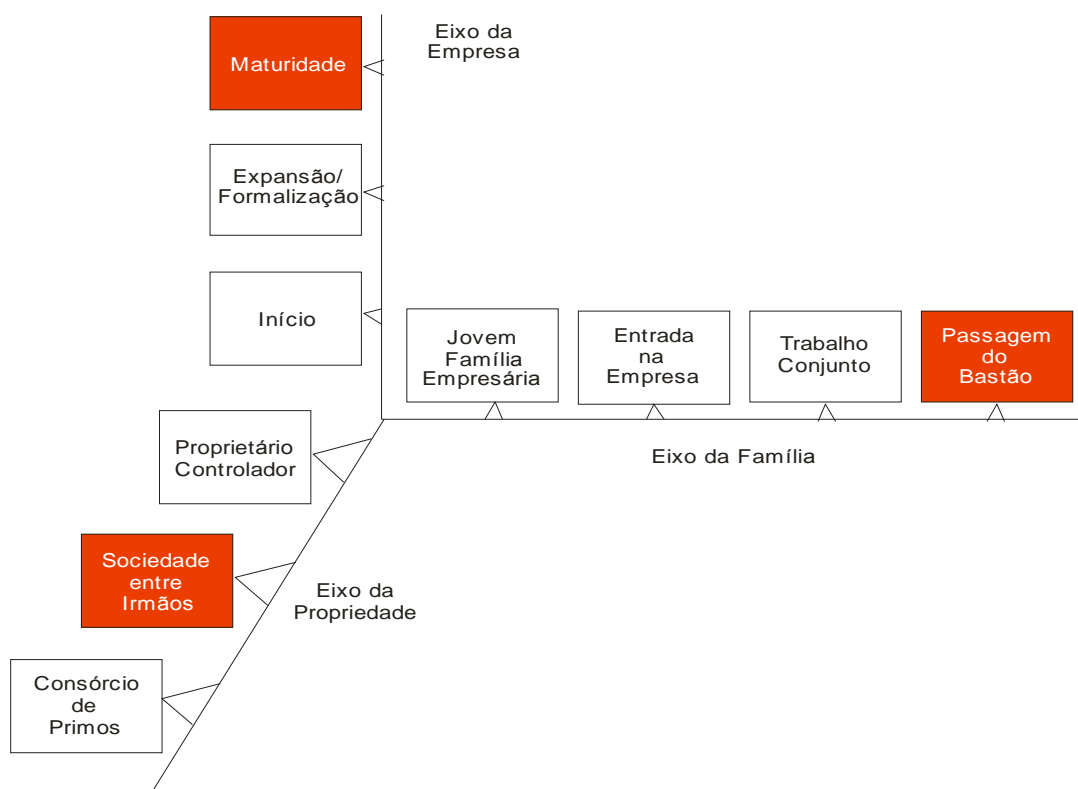 Maturidade
Eixo da
Empresa
Expansão/
Formalização
Início
Jovem
Família
Empresária
Entrada
na
Empresa
Trabalho
Conjunto
Passagem
do
Bastão
Eixo da Família
Proprietário
Controlador
Sociedade
entre
Irmãos
Eixo da
Propriedade
Consórcio
de
Primos